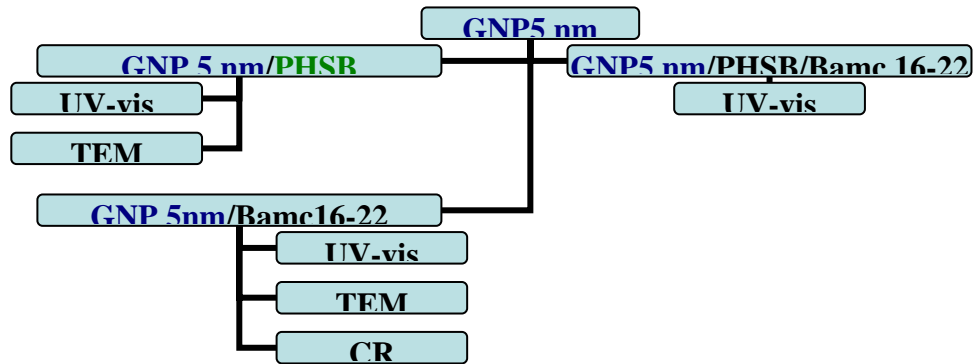 GNP5 nm
GNP 5 nm/PHSB
GNP5 nm/PHSB/Bamc 16-22
UV-vis
UV-vis
TEM
GNP 5nm/Bamc16-22
UV-vis
TEM
CR